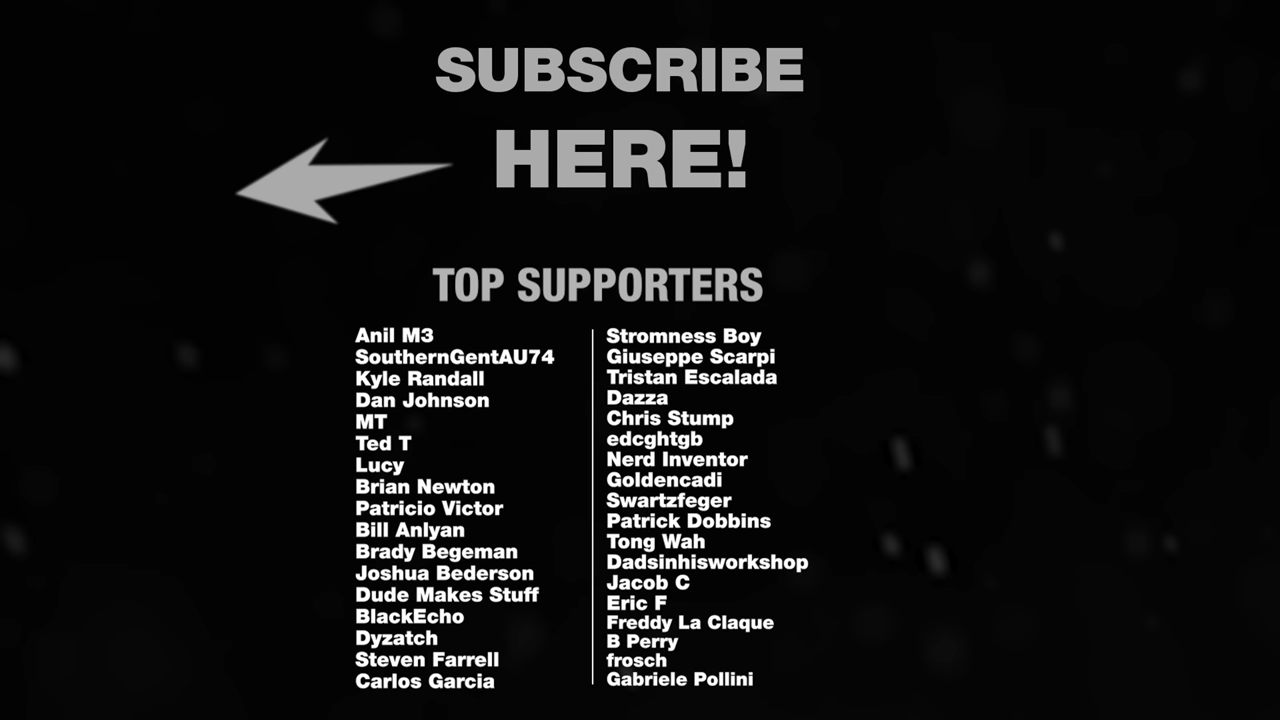 SUBSCRIBE
HERE!
TOP SUPPORTERS
Anil M3
SouthernGentAU74
Kyle Randall
Dan Johnson
MT
Ted T
Lucy
Brian Newton
Patricio Victor
Bill Anlyan
Brady Begeman
Joshua Bederson
Dude Makes Stuff
BlackEcho
Dyzatch
Steven Farrell
Carlos Garcia
Stromness Boy
Giuseppe Scarpi
Tristan Escalada
Dazza
Chris Stump
edcghtgb
Nerd Inventor
Goldencadi
Swartzfeger
Patrick Dobbins
Tong Wah
Dadsinhisworkshop
Jacob C
Eric F
Freddy La Claque
B Perry
frosch
Gabriele Pollini